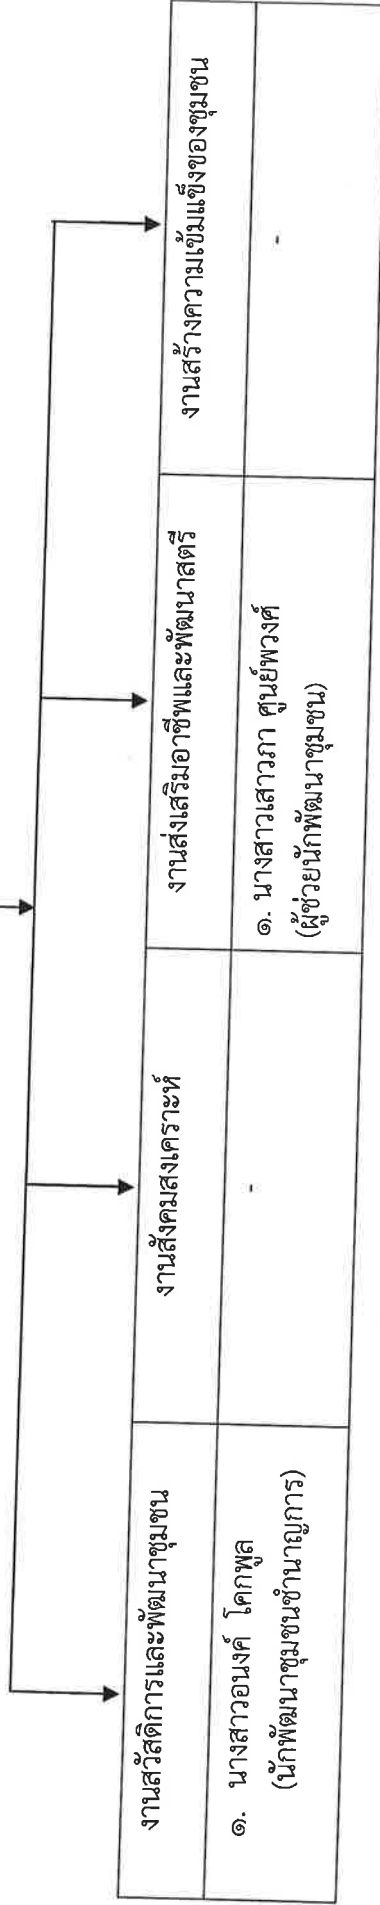 งานสวัสดิการและพัฒนาชุมชน
งานสังคมสงเคราะห์
งานส่งเสริมอาชีพและพัฒนาสตรี
งานสร้างความเข้มแข็งของชุมชน
๑. นางสาวอนงค์ โคกพูล
(นักพัฒนาชุมชนชำนาญการ)
-
๑. นางสาวเสาวภา ศูนย์พวงศ์
(ผู้ช่วยนักพัฒนาชุมชน)
-